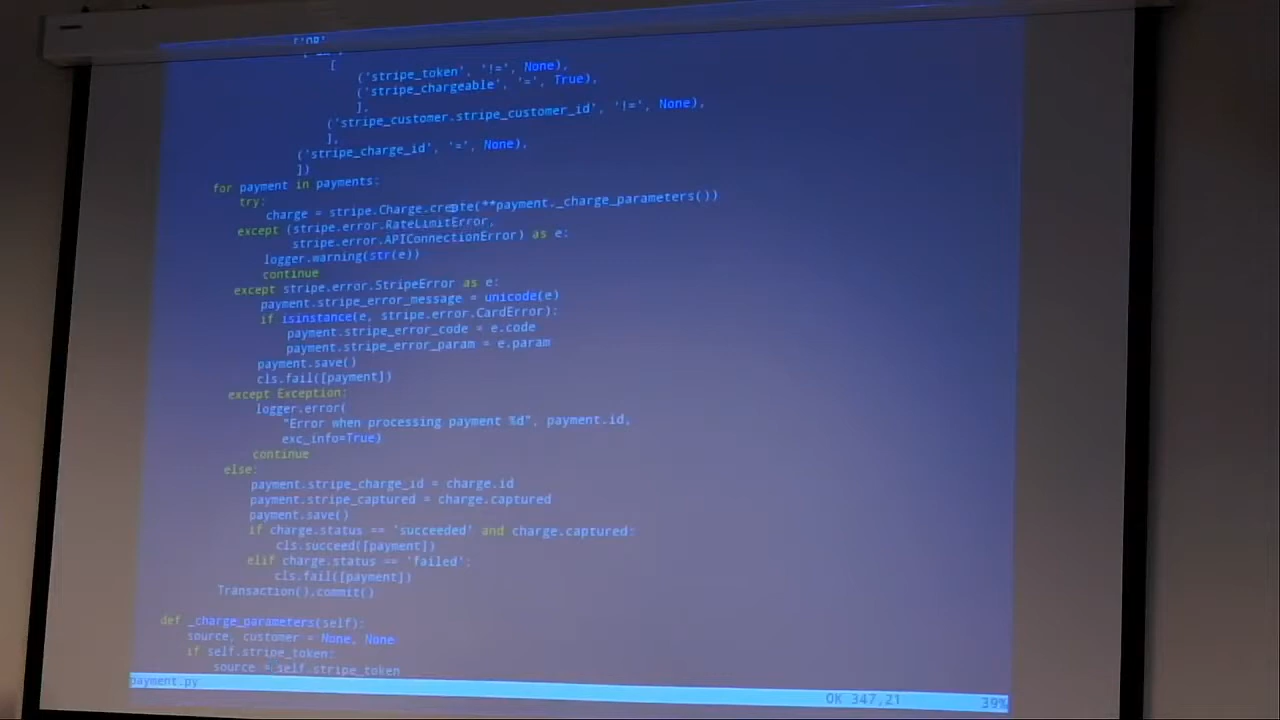 ['OR',
[
('stripe_token', '!=', None),
('stripe_chargeable', '=', True),
],
('stripe_customer.stripe_customer_id', '!=', None),
],
('stripe_charge_id', '=', None),
])
for payment in payments:
try:
charge = stripe.Charge.create(**payment._charge_parameters())
except (stripe.error.RateLimitError,
stripe.error.APIConnectionError) as e:
logger.warning(str(e))
continue
except stripe.error.StripeError as e:
payment.stripe_error_message = unicode(e)
if isinstance(e, stripe.error.CardError):
payment.stripe_error_code = e.code
payment.stripe_error_param = e.param
payment.save()
cls.fail([payment])
except Exception:
logger.error(
"Error when processing payment %d", payment.id,
exc_info=True)
continue
else:
payment.stripe_charge_id = charge.id
payment.stripe_captured = charge.captured
payment.save()
if charge.status == 'succeeded' and charge.captured:
cls.succeed([payment])
elif charge.status == 'failed':
cls.fail([payment])
Transaction().commit()
def _charge_parameters(self):
source, customer = None, None
if self.stripe_token:
source = self.stripe_token
payment.py OK 347,21 39%